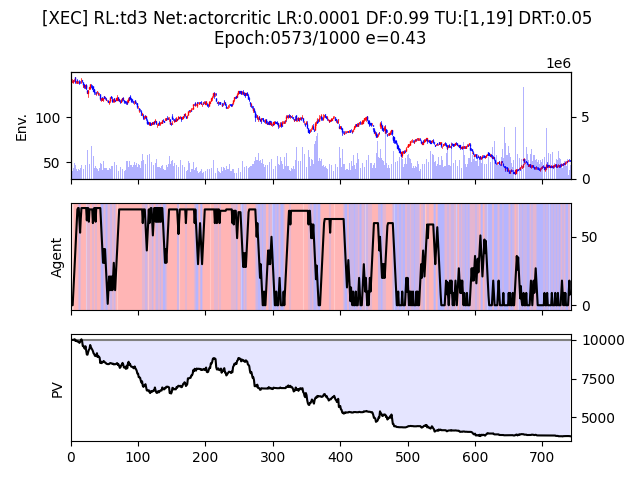 [XEC] RL:td3 Net:actorcritic LR:0.0001 DF:0.99 TU:[1,19] DRT:0.05
Epoch:0573/1000 e=0.43
1e6
Env.
100
50
5
0
Agent
50
0
PV
10000
7500
5000
0 100 200 300 400 500 600 700